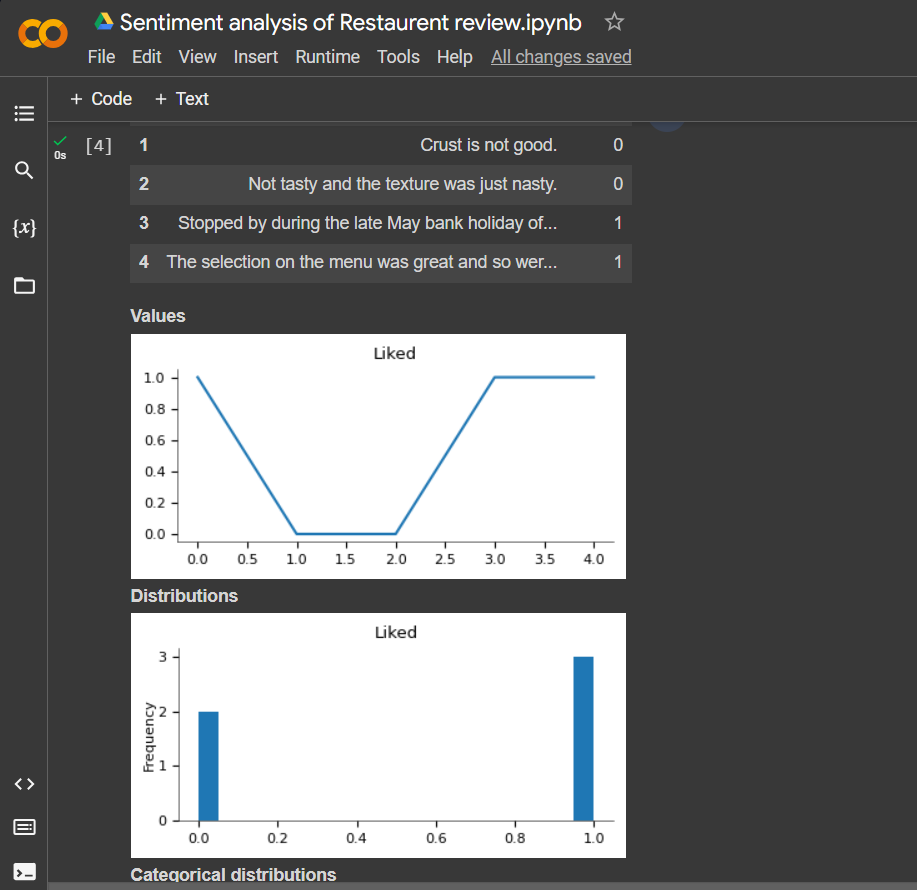 Sentiment analysis of Restaurent review.ipynb
File Edit View Insert Runtime Tools Help All changes saved
+ Code + Text
0s [4] 1 Crust is not good. 0
2 Not tasty and the texture was just nasty. 0
3 Stopped by during the late May bank holiday of... 1
4 The selection on the menu was great and so wer... 1
{x}
Values
Liked
1.0
0.8
0.6
0.4
0.2
0.0
0.0 0.5 1.0 1.5 2.0 2.5 3.0 3.5 4.0
Distributions
Liked
Frequency
3
2
1
0
0.0 0.2 0.4 0.6 0.8 1.0
Categorical distributions